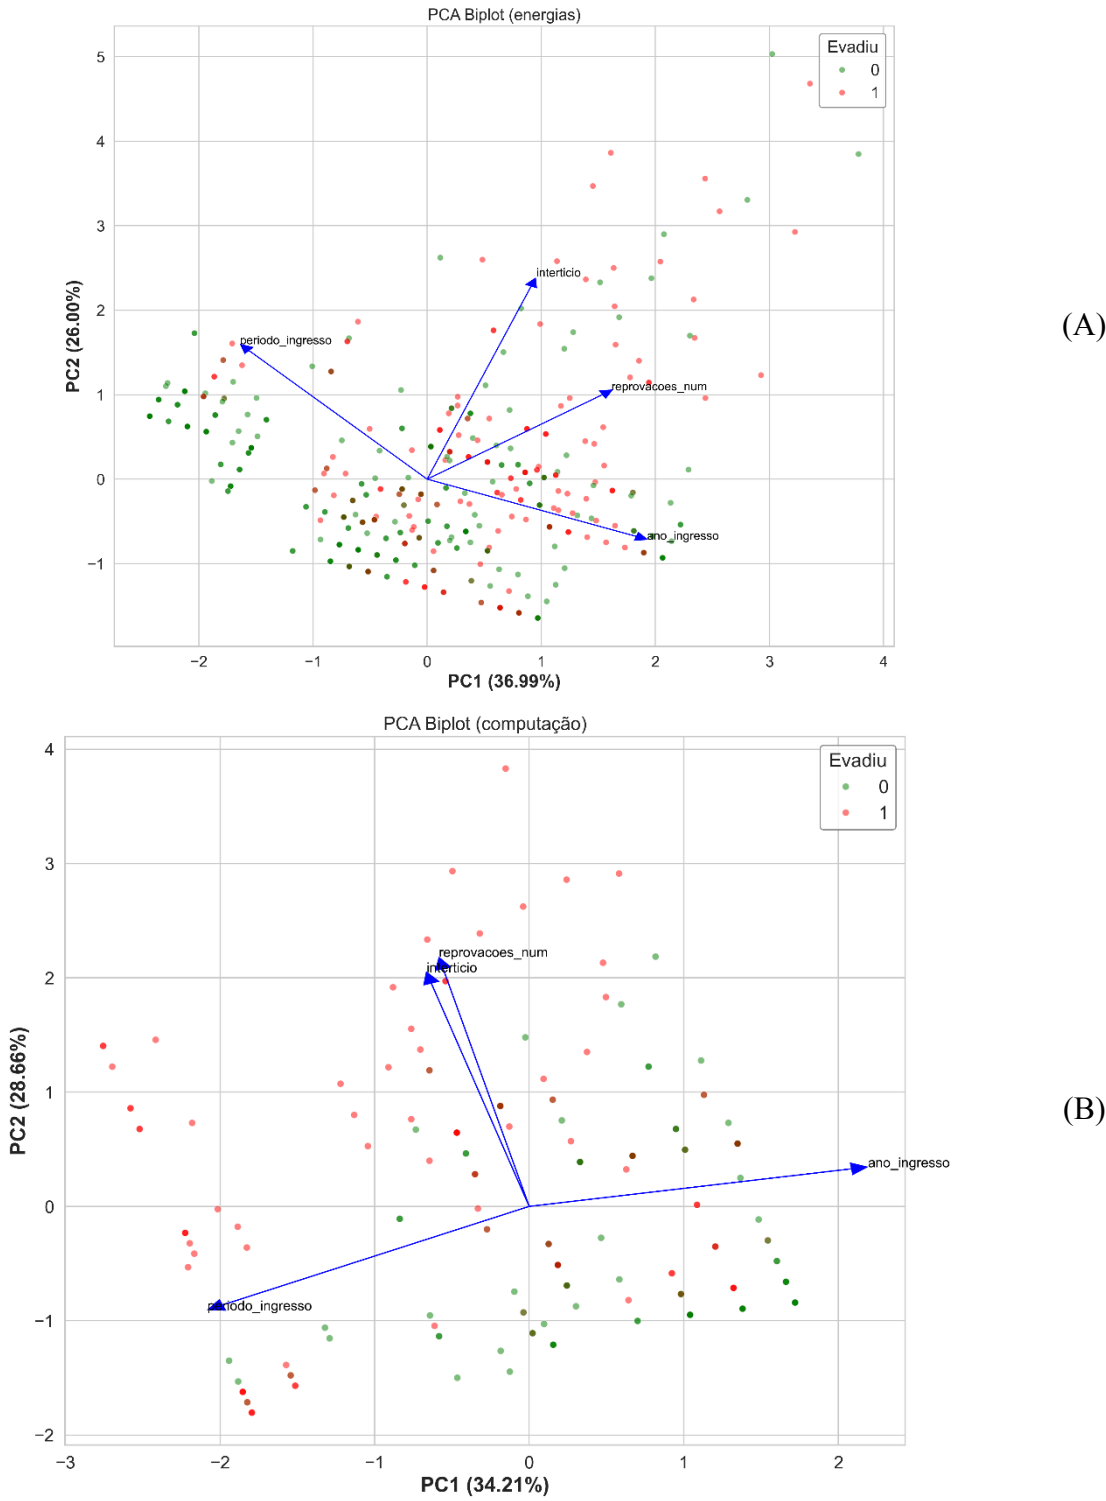 PCA Biplot (energias)
Evadiu
0
1
5
4
3
2
1
0
−1
PC2 (26.00%)
intertício
periodo_ingresso
reprovacoes_num
ano_ingresso
−2
−1
0
1
2
3
4
PC1 (36.99%)
(A)
PCA Biplot (computação)
Evadiu
0
1
4
3
2
1
0
−1
−2
PC2 (28.66%)
reprovacoes_num
intertício
ano_ingresso
periodo_ingresso
−3
−2
−1
0
1
2
PC1 (34.21%)
(B)